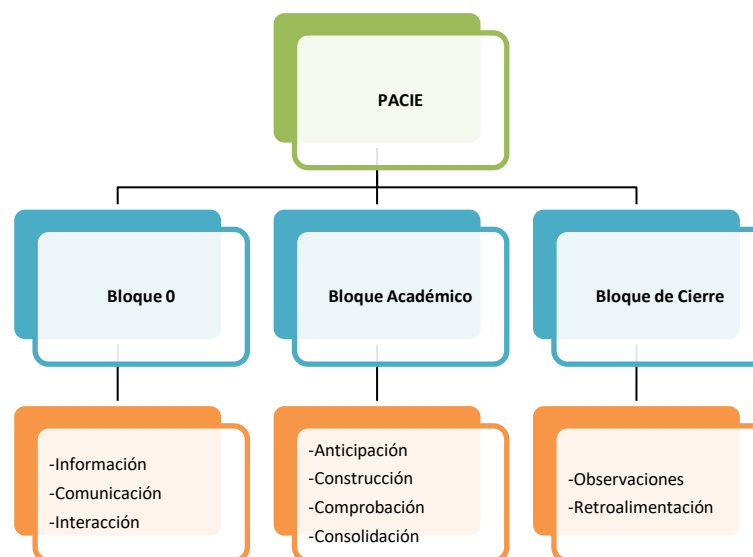 PACIE
Bloque 0
Bloque Académico
Bloque de Cierre
-Información
-Comunicación
-Interacción
-Anticipación
-Construcción
-Comprobación
-Consolidación
-Observaciones
-Retroalimentación